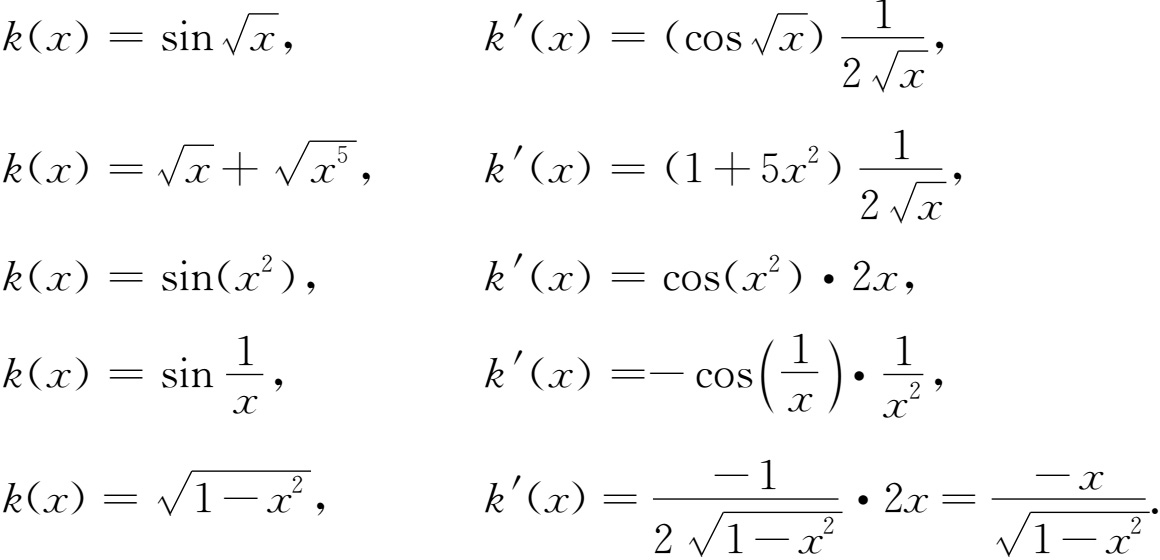 k(x) = sin √x, k′(x) = (cos √x) 1/(2√x),
k(x) = √x + √(x⁵), k′(x) = (1 + 5x²) 1/(2√x),
k(x) = sin(x²), k′(x) = cos(x²) • 2x,
k(x) = sin 1/x, k′(x) = − cos(1/x) • 1/x²,
k(x) = √(1 − x²), k′(x) = −1/(2√(1 − x²)) • 2x = −x/√(1 − x²).